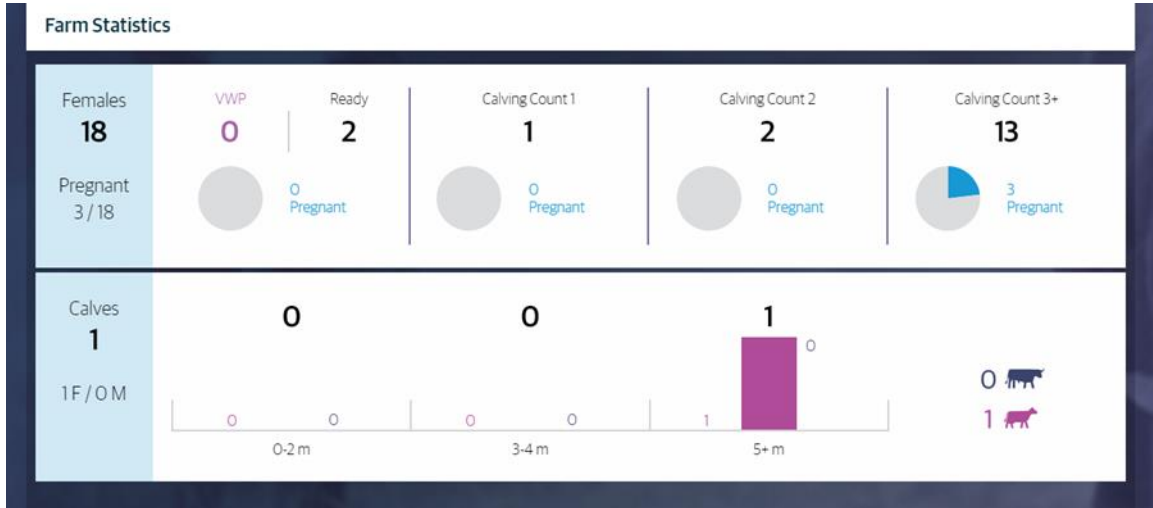 Farm Statistics
Females
18
Pregnant
3 / 18
VWP
0
Ready
2
0
Pregnant
Calving Count 1
1
0
Pregnant
Calving Count 2
2
0
Pregnant
Calving Count 3+
13
3
Pregnant
Calves
1
1 F / 0 M
0
0 0
0-2 m
0
0 0
3-4 m
1
1 0
5+ m
0
1